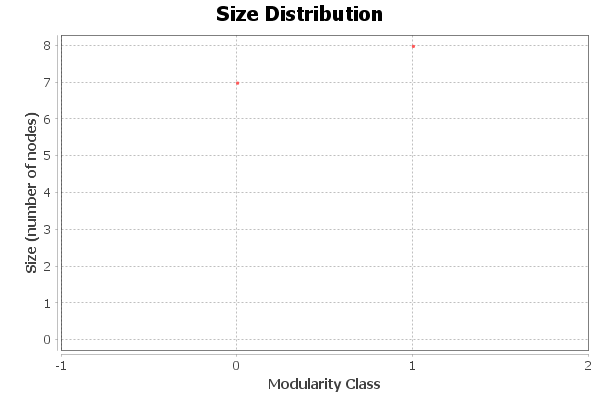 Size Distribution
Size (number of nodes)
8
7
6
5
4
3
2
1
0
-1 0 1 2
Modularity Class